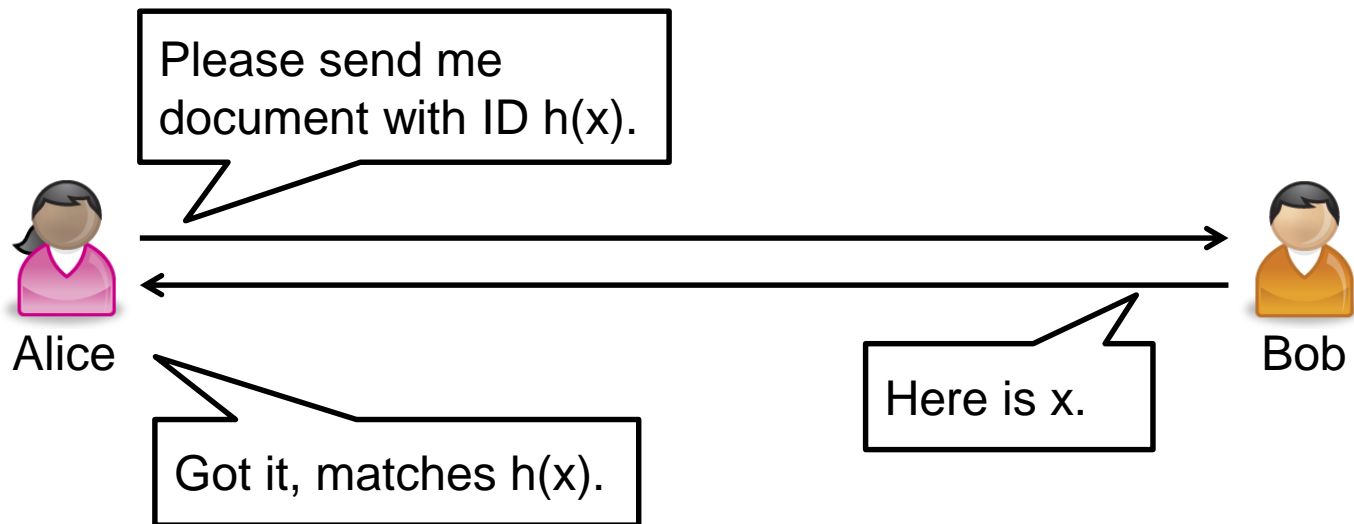 Please send me
document with ID h(x).
Alice
Bob
Here is x.
Got it, matches h(x).